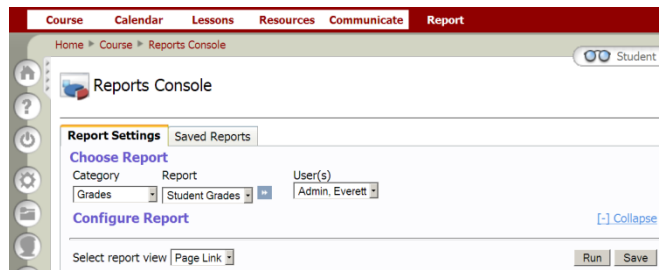 Course Calendar Lessons Resources Communicate Report
Home Course Reports Console
Student
Reports Console
?
Report Settings Saved Reports
Choose Report
Category Report User(s)
Grades Student Grades Admin, Everett
Configure Report [-] Collapse
Select report view Page Link Run Save